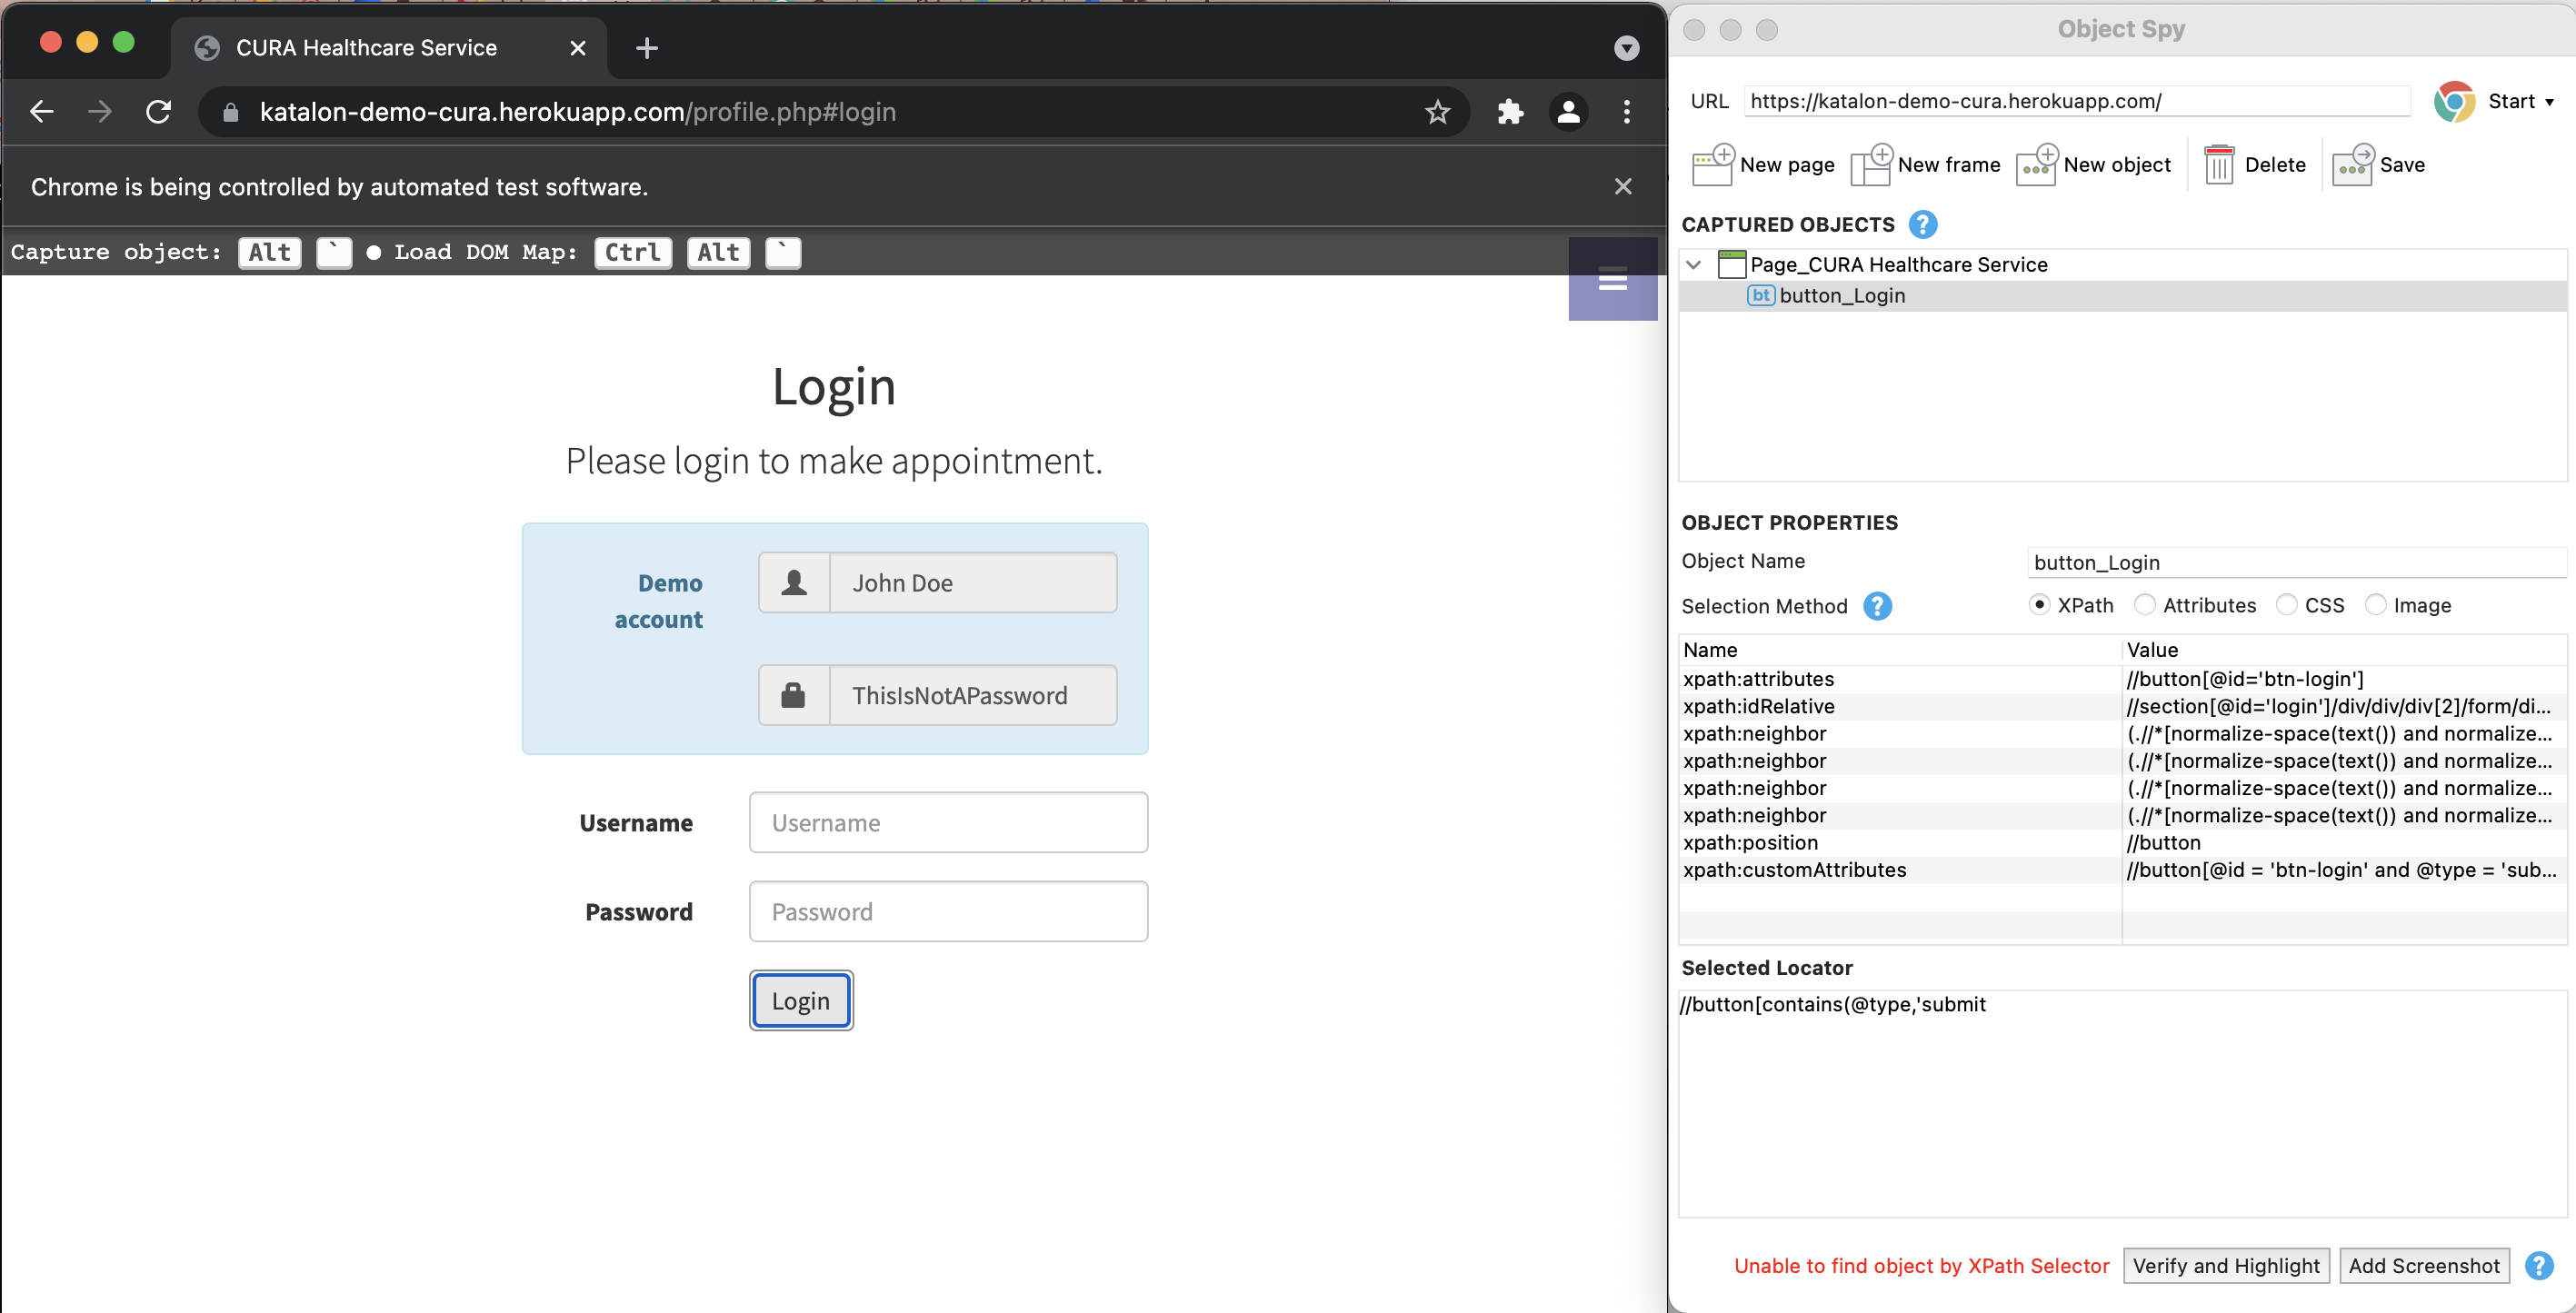 CURA Healthcare Service
katalon-demo-cura.herokuapp.com/profile.php#login
Chrome is being controlled by automated test software.
Capture object: Alt ` ● Load DOM Map: Ctrl Alt `
Login
Please login to make appointment.
Demo account
John Doe
ThisIsNotAPassword
Username
Username
Password
Password
Login
Object Spy
URL https://katalon-demo-cura.herokuapp.com/ Start
New page New frame New object Delete Save
CAPTURED OBJECTS ?
Page_CURA Healthcare Service
bt button_Login
OBJECT PROPERTIES
Object Name button_Login
Selection Method ? XPath Attributes CSS Image
Name Value
xpath:attributes //button[@id='btn-login']
xpath:idRelative //section[@id='login']/div/div/div[2]/form/di...
xpath:neighbor (.//*[normalize-space(text()) and normalize...
xpath:neighbor (.//*[normalize-space(text()) and normalize...
xpath:neighbor (.//*[normalize-space(text()) and normalize...
xpath:neighbor (.//*[normalize-space(text()) and normalize...
xpath:position //button
xpath:customAttributes //button[@id = 'btn-login' and @type = 'sub...
Selected Locator
//button[contains(@type,'submit
Unable to find object by XPath Selector Verify and Highlight Add Screenshot ?